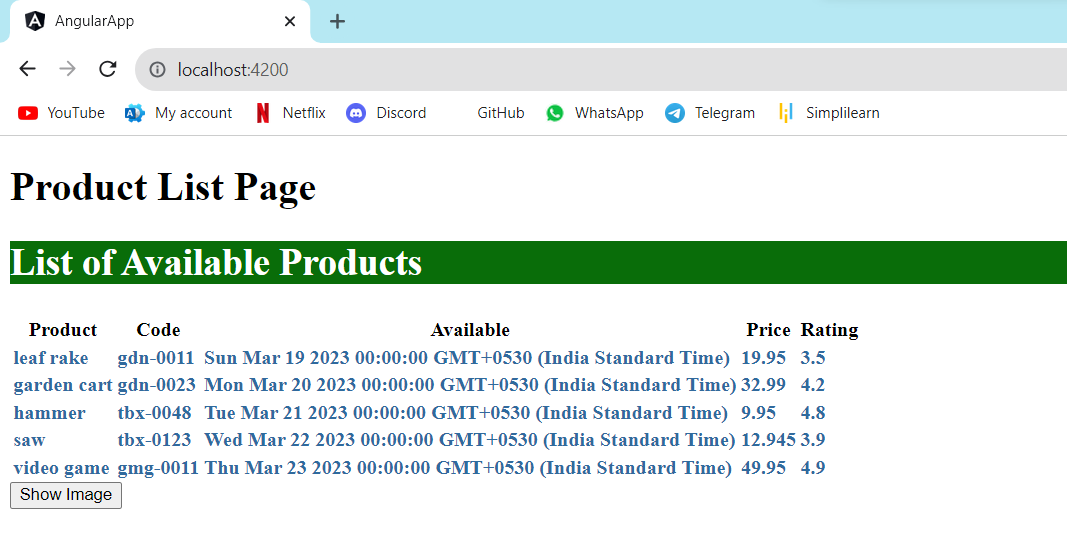 AngularApp
localhost:4200
YouTube My account Netflix Discord GitHub WhatsApp Telegram Simplilearn
Product List Page
List of Available Products
Product Code Available Price Rating
leaf rake gdn-0011 Sun Mar 19 2023 00:00:00 GMT+0530 (India Standard Time) 19.95 3.5
garden cart gdn-0023 Mon Mar 20 2023 00:00:00 GMT+0530 (India Standard Time) 32.99 4.2
hammer tbx-0048 Tue Mar 21 2023 00:00:00 GMT+0530 (India Standard Time) 9.95 4.8
saw tbx-0123 Wed Mar 22 2023 00:00:00 GMT+0530 (India Standard Time) 12.945 3.9
video game gmg-0011 Thu Mar 23 2023 00:00:00 GMT+0530 (India Standard Time) 49.95 4.9
Show Image